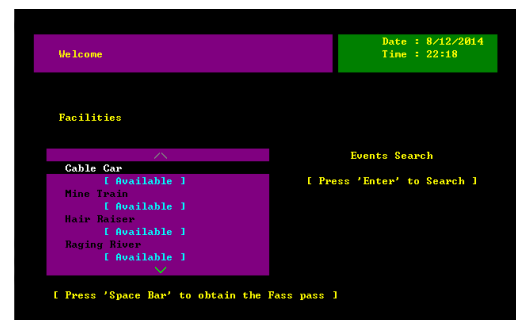 Date : 8/12/2014
Welcome
Time : 22:18
Facilities
Events Search
Cable Car
[ Available ]
[ Press 'Enter' to Search ]
Mine Train
[ Available ]
Hair Raiser
[ Available ]
Raging River
[ Available ]
[ Press 'Space Bar' to obtain the Fass pass ]